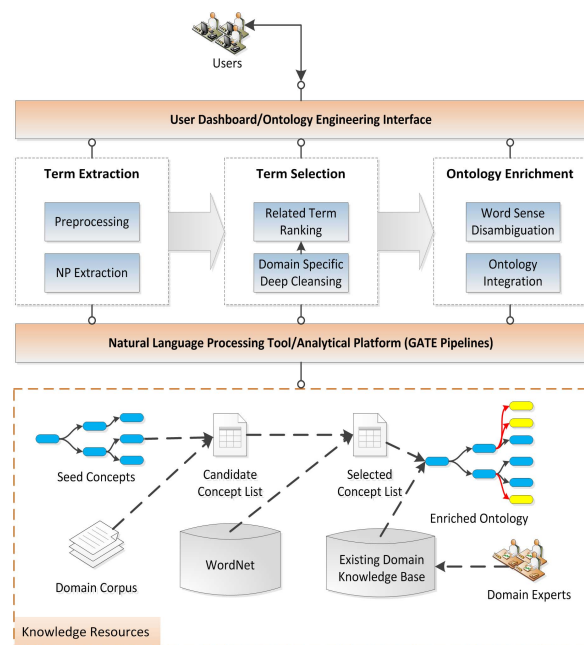 Users
User Dashboard/Ontology Engineering Interface
Term Extraction
Preprocessing
NP Extraction
Term Selection
Related Term
Ranking
Domain Specific
Deep Cleansing
Ontology Enrichment
Word Sense
Disambiguation
Ontology
Integration
Natural Language Processing Tool/Analytical Platform (GATE Pipelines)
Seed Concepts
Candidate
Concept List
Selected
Concept List
Enriched Ontology
Domain Corpus
WordNet
Existing Domain
Knowledge Base
Domain Experts
Knowledge Resources